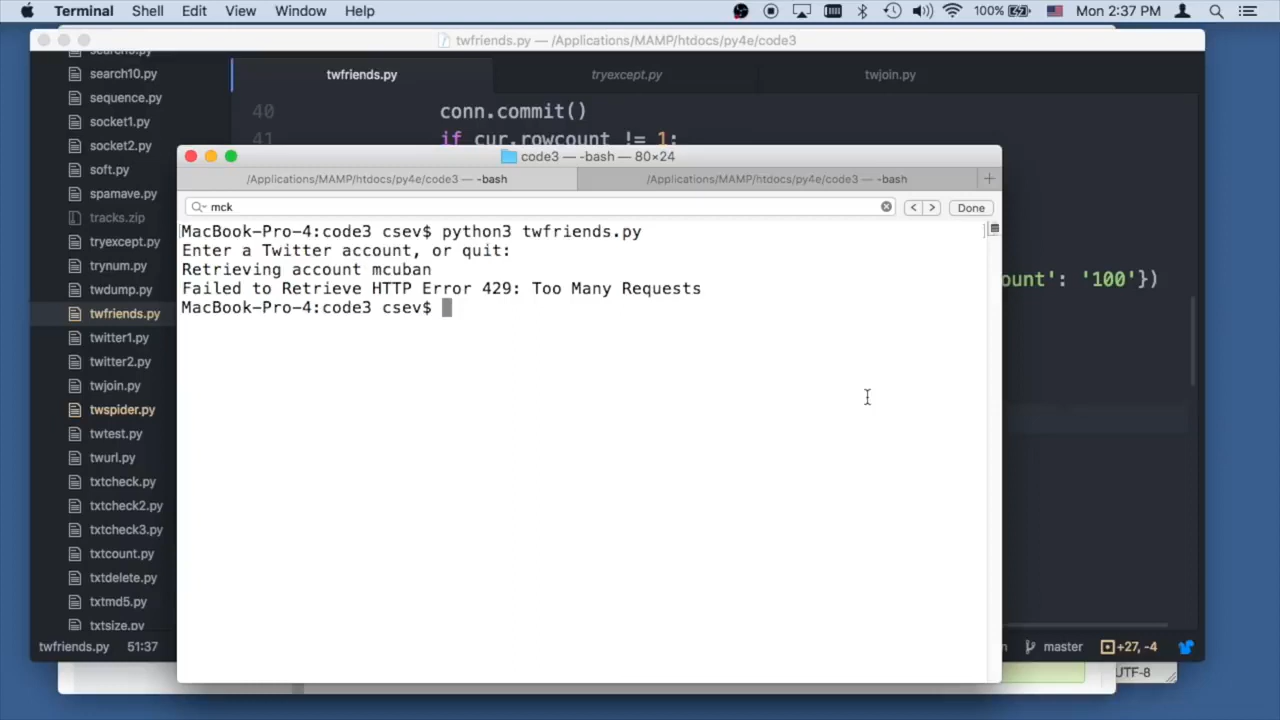 Terminal Shell Edit View Window Help 100% Mon 2:37 PM
twfriends.py — /Applications/MAMP/htdocs/py4e/code3
twfriends.py tryexcept.py twjoin.py
search10.py
sequence.py
socket1.py
socket2.py
soft.py
spamave.py
tracks.zip
tryexcept.py
trynum.py
twdump.py
twfriends.py
twitter1.py
twitter2.py
twjoin.py
twspider.py
twtest.py
twurl.py
txtcheck.py
txtcheck2.py
txtcheck3.py
txtcount.py
txtdelete.py
txtmd5.py
txtsize.py
40 conn.commit()
41 if cur.rowcount != 1:
ount': '100'})
code3 — -bash — 80×24
/Applications/MAMP/htdocs/py4e/code3 — -bash /Applications/MAMP/htdocs/py4e/code3 — -bash
mck Done
MacBook-Pro-4:code3 csev$ python3 twfriends.py
Enter a Twitter account, or quit:
Retrieving account mcuban
Failed to Retrieve HTTP Error 429: Too Many Requests
MacBook-Pro-4:code3 csev$
twfriends.py 51:37 master +27, -4
UTF-8